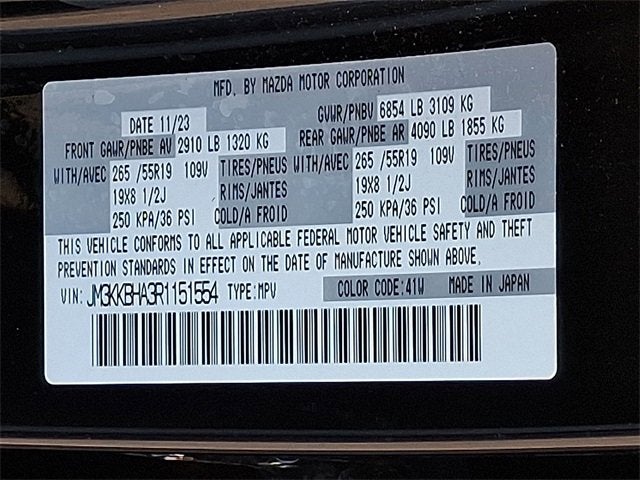 MFD. BY MAZDA MOTOR CORPORATION
DATE 11/23 GVWR/PNBV 6854 LB 3109 KG
FRONT GAWR/PNBE AV 2910 LB 1320 KG REAR GAWR/PNBE AR 4090 LB 1855 KG
WITH/AVEC 265 /55R19 109V TIRES/PNEUS WITH/AVEC 265 /55R19 109V TIRES/PNEUS
19X8 1/2J RIMS/JANTES 19X8 1/2J RIMS/JANTES
250 KPA/36 PSI COLD/A FROID 250 KPA/36 PSI COLD/A FROID
THIS VEHICLE CONFORMS TO ALL APPLICABLE FEDERAL MOTOR VEHICLE SAFETY AND THEFT
PREVENTION STANDARDS IN EFFECT ON THE DATE OF MANUFACTURE SHOWN ABOVE.
VIN: JM3KKBHA3R1151554 TYPE:MPV COLOR CODE:41W MADE IN JAPAN